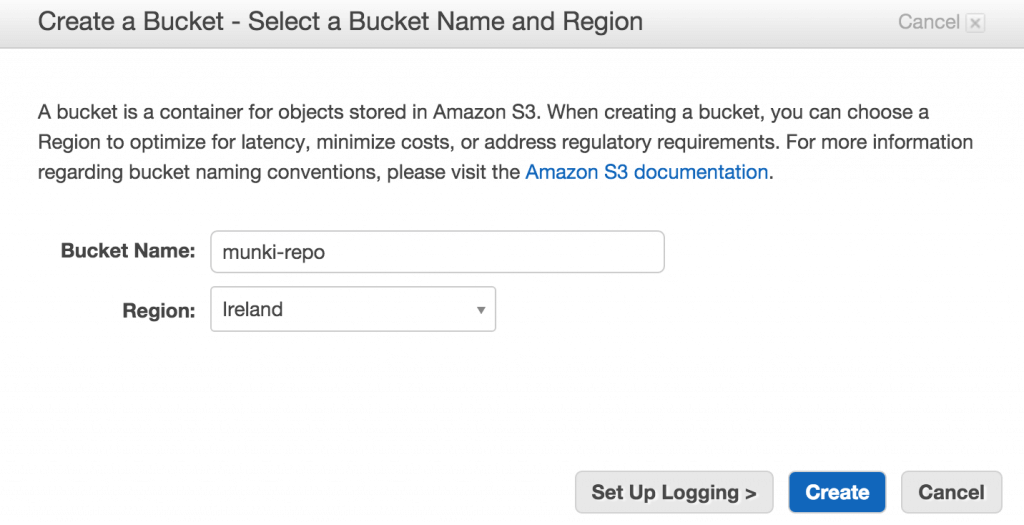 Create a Bucket - Select a Bucket Name and Region
Cancel x
A bucket is a container for objects stored in Amazon S3. When creating a bucket, you can choose a
Region to optimize for latency, minimize costs, or address regulatory requirements. For more information
regarding bucket naming conventions, please visit the Amazon S3 documentation.
Bucket Name: munki-repo
Region: Ireland
Set Up Logging > Create Cancel